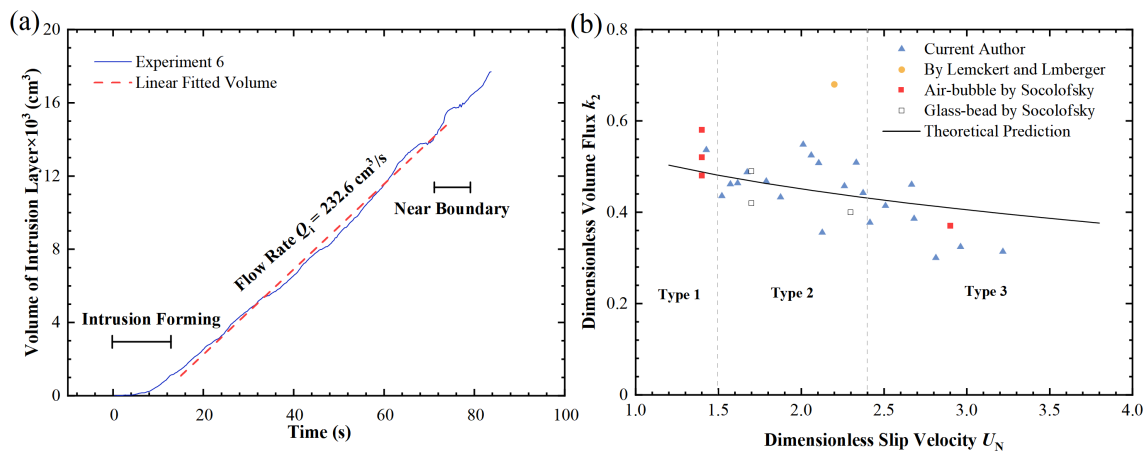 (a)
20
16
12
8
4
0
Volume of Intrusion Layer×10³ (cm³)
Experiment 6
Linear Fitted Volume
Flow Rate Qᵢ = 232.6 cm³/s
Near Boundary
Intrusion Forming
0
20
40
60
80
100
Time (s)
(b)
0.8
0.6
0.4
0.2
0
Dimensionless Volume Flux k₂
Current Author
By Lemckert and Lmberger
Air-bubble by Socolofsky
Glass-bead by Socolofsky
Theoretical Prediction
Type 1
Type 2
Type 3
1.0
1.5
2.0
2.5
3.0
3.5
4.0
Dimensionless Slip Velocity U_N